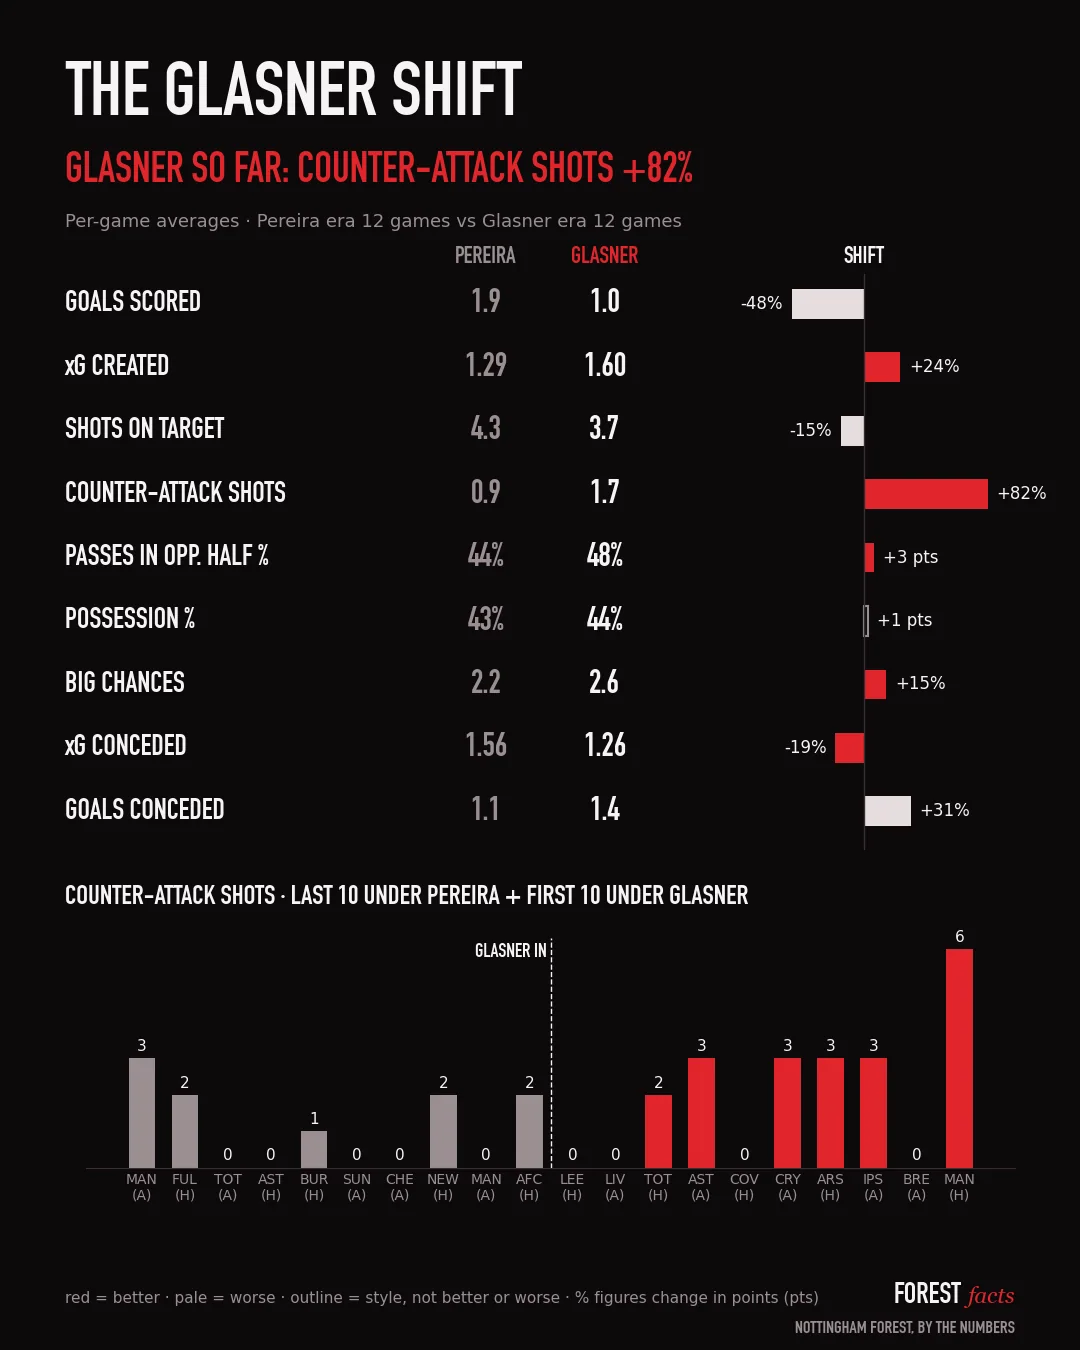 THE GLASNER SHIFT
GLASNER SO FAR: COUNTER-ATTACK SHOTS +82%
Per-game averages · Pereira era 12 games vs Glasner era 12 games
PEREIRA GLASNER SHIFT
GOALS SCORED 1.9 1.0 -48%
xG CREATED 1.29 1.60 +24%
SHOTS ON TARGET 4.3 3.7 -15%
COUNTER-ATTACK SHOTS 0.9 1.7 +82%
PASSES IN OPP. HALF % 44% 48% +3 pts
POSSESSION % 43% 44% +1 pts
BIG CHANCES 2.2 2.6 +15%
xG CONCEDED 1.56 1.26 -19%
GOALS CONCEDED 1.1 1.4 +31%
COUNTER-ATTACK SHOTS · LAST 10 UNDER PEREIRA + FIRST 10 UNDER GLASNER
GLASNER IN
3 2 0 0 1 0 0 2 0 2 0 0 2 3 0 3 3 3 0 6
MAN FUL TOT AST BUR SUN CHE NEW MAN AFC LEE LIV TOT AST COV CRY ARS IPS BRE MAN
(A) (H) (A) (H) (H) (A) (A) (H) (A) (H) (H) (A) (H) (A) (H) (A) (H) (A) (A) (H)
red = better · pale = worse · outline = style, not better or worse · % figures change in points (pts)
FOREST facts
NOTTINGHAM FOREST, BY THE NUMBERS